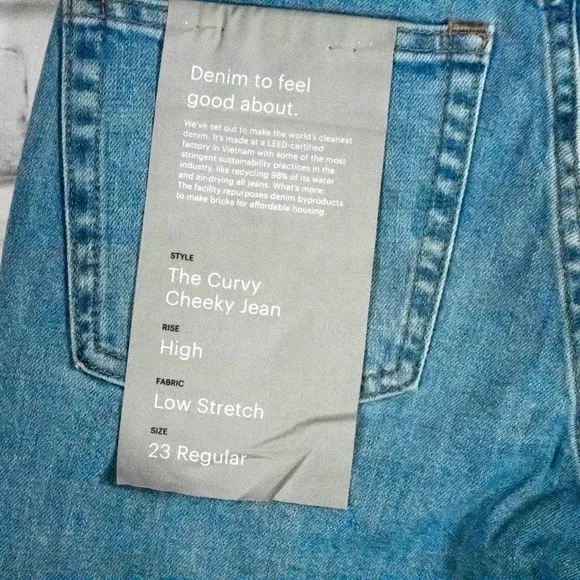 Denim to feel
good about.
We've set out to make the world's cleanest
denim. It's made at a LEED-certified
factory in Vietnam with some of the most
stringent sustainability practices in the
industry, like recycling 98% of its water
and air-drying all jeans. What's more:
The facility repurposes denim byproducts
to make bricks for affordable housing.
STYLE
The Curvy
Cheeky Jean
RISE
High
FABRIC
Low Stretch
SIZE
23 Regular